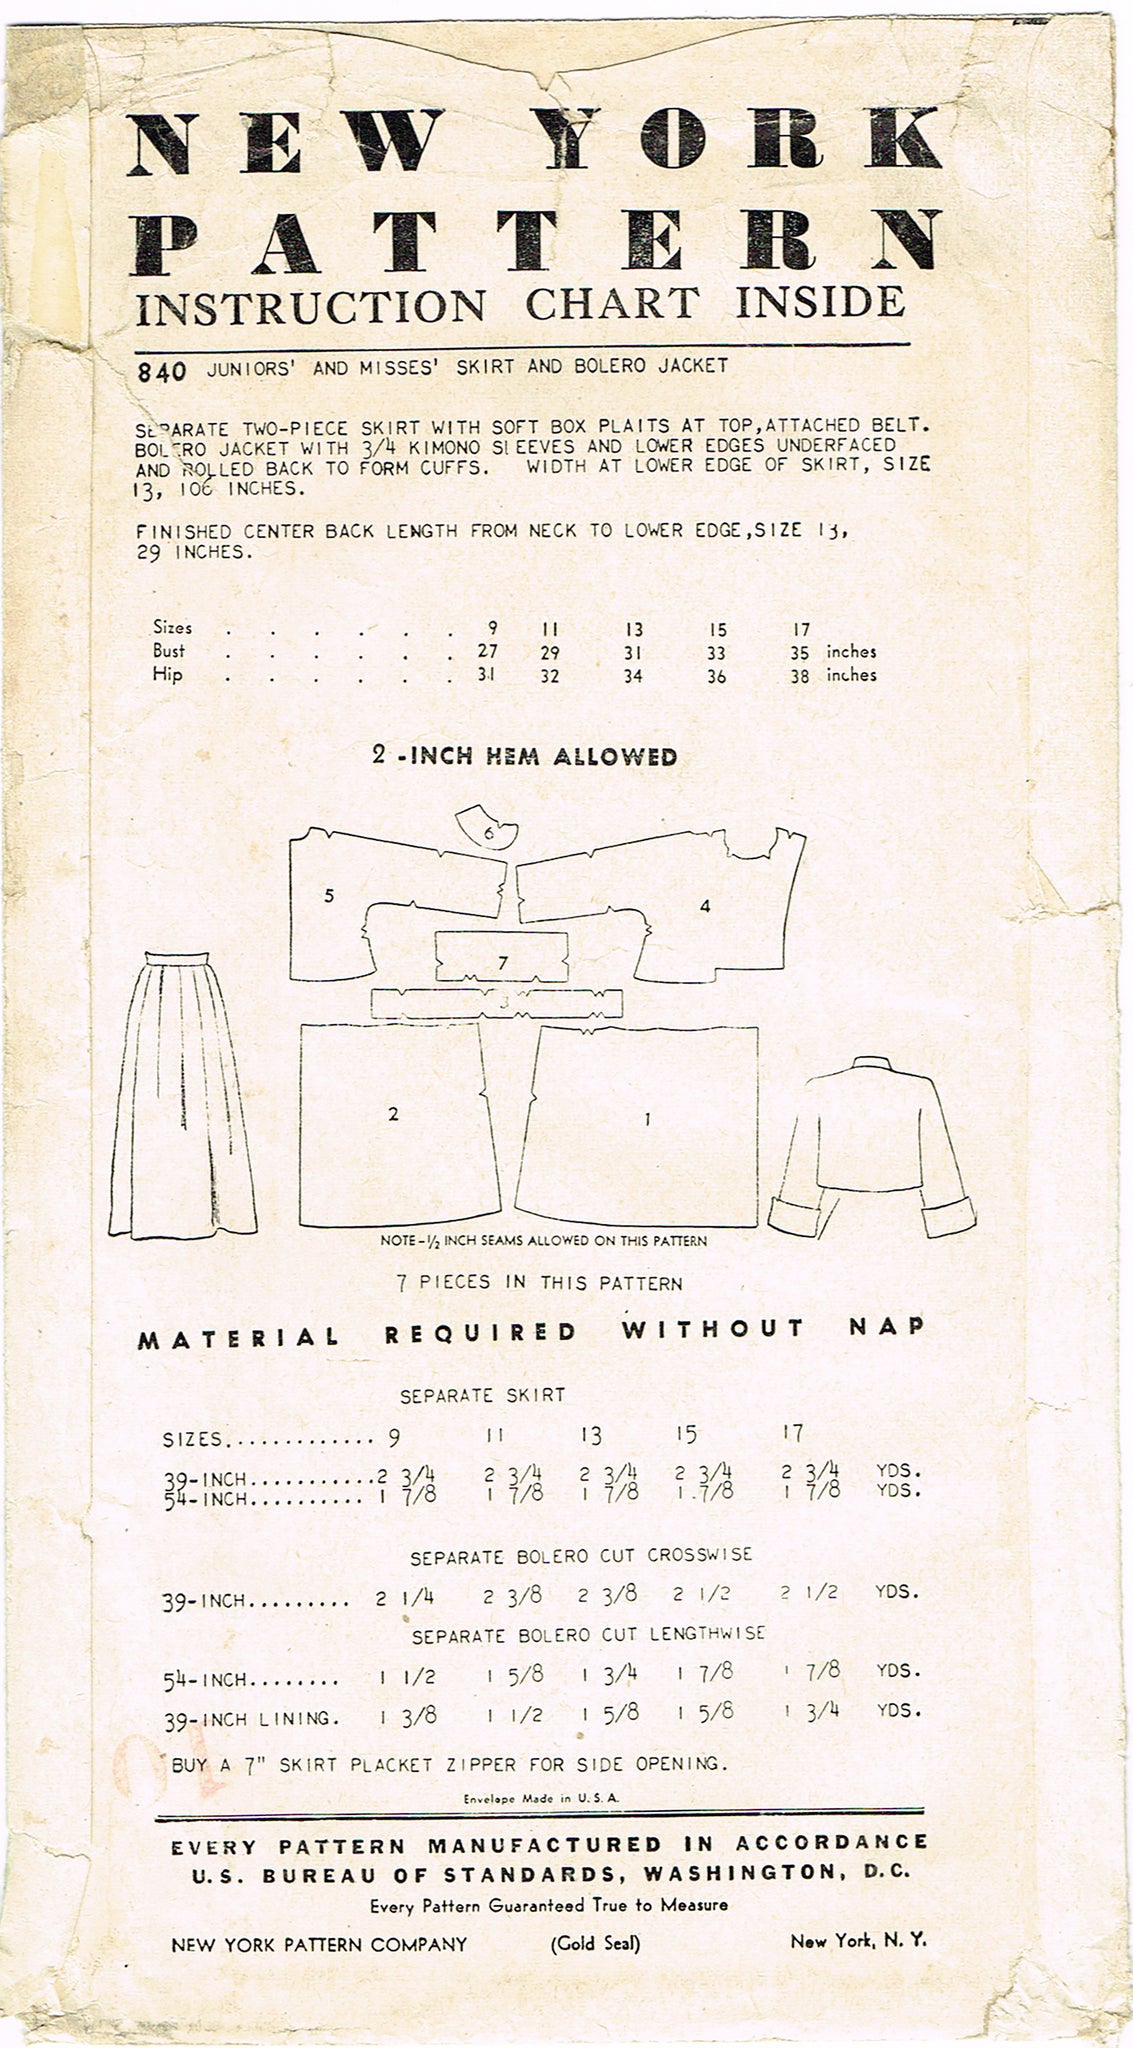 NEW YORK
PATTERN
INSTRUCTION CHART INSIDE
840 JUNIORS' AND MISSES' SKIRT AND BOLERO JACKET
SEPARATE TWO-PIECE SKIRT WITH SOFT BOX PLAITS AT TOP, ATTACHED BELT.
BOLERO JACKET WITH 3/4 KIMONO SLEEVES AND LOWER EDGES UNDERFACED
AND ROLLED BACK TO FORM CUFFS. WIDTH AT LOWER EDGE OF SKIRT, SIZE
13, 106 INCHES.
FINISHED CENTER BACK LENGTH FROM NECK TO LOWER EDGE, SIZE 13,
29 INCHES.
Sizes . . . . . . 9 11 13 15 17
Bust . . . . . . 27 29 31 33 35 inches
Hip . . . . . . 31 32 34 36 38 inches
2 -INCH HEM ALLOWED
6
5
4
7
3
2
1
NOTE-½ INCH SEAMS ALLOWED ON THIS PATTERN
7 PIECES IN THIS PATTERN
MATERIAL REQUIRED WITHOUT NAP
SEPARATE SKIRT
SIZES............. 9 11 13 15 17
39-INCH...........2 3/4 2 3/4 2 3/4 2 3/4 2 3/4 YDS.
54-INCH.......... 1 7/8 1 7/8 1 7/8 1 7/8 1 7/8 YDS.
SEPARATE BOLERO CUT CROSSWISE
39-INCH......... 2 1/4 2 3/8 2 3/8 2 1/2 2 1/2 YDS.
SEPARATE BOLERO CUT LENGTHWISE
54-INCH........ 1 1/2 1 5/8 1 3/4 1 7/8 1 7/8 YDS.
39-INCH LINING. 1 3/8 1 1/2 1 5/8 1 5/8 1 3/4 YDS.
BUY A 7" SKIRT PLACKET ZIPPER FOR SIDE OPENING.
Envelope Made in U. S. A.
EVERY PATTERN MANUFACTURED IN ACCORDANCE
U.S. BUREAU OF STANDARDS, WASHINGTON, D.C.
Every Pattern Guaranteed True to Measure
NEW YORK PATTERN COMPANY (Gold Seal) New York, N. Y.